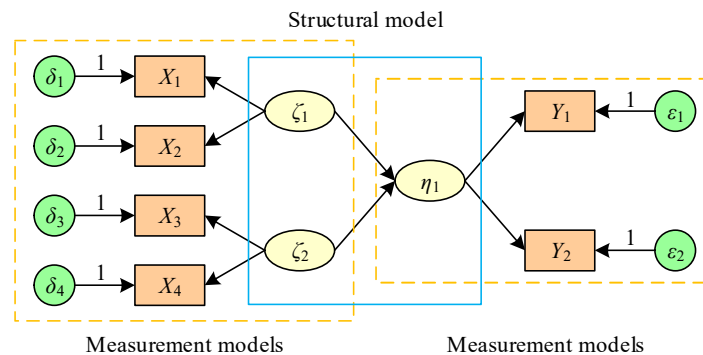 Structural model
δ1 1 X1
ζ1
Y1 1 ε1
δ2 1 X2
η1
δ3 1 X3
ζ2
Y2 1 ε2
δ4 1 X4
Measurement models
Measurement models